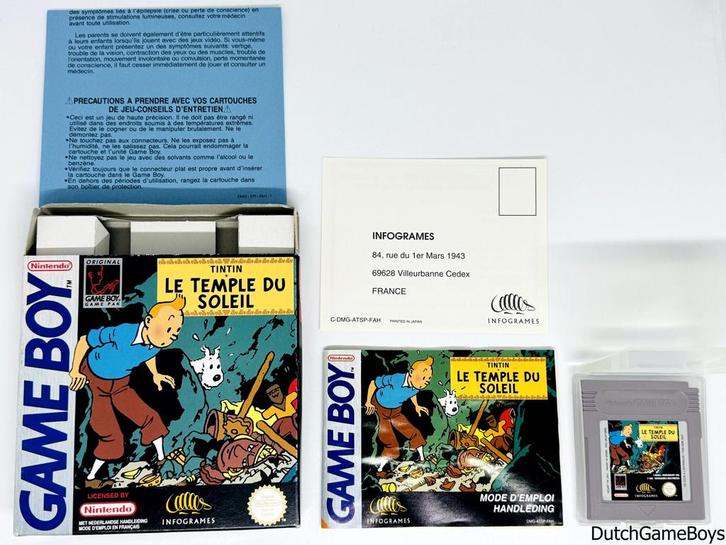 des symptômes liés à l'épilepsie (crise ou perte de conscience) en
présence de stimulations lumineuses, consultez votre médecin
avant toute utilisation.
Les parents se doivent également d'être particulièrement attentifs
à leurs enfants lorsqu'ils jouent avec des jeux vidéo. Si vous-même
ou votre enfant présentez un des symptômes suivants: vertige,
trouble de la vision, contraction des yeux ou des muscles, trouble de
l'orientation, mouvement involontaire ou convulsion, perte momentanée
de conscience, il faut cesser immédiatement de jouer et consulter un
médecin.
⚠PRECAUTIONS A PRENDRE AVEC VOS CARTOUCHES
DE JEU-CONSEILS D'ENTRETIEN⚠
•Ceci est un jeu de haute précision. Il ne doit pas être rangé ni
utilisé dans des endroits soumis à des températures extrêmes.
Evitez de le cogner ou de le manipuler brutalement. Ne le
démontez pas.
•Ne touchez pas aux connecteurs. Ne les exposez pas à
l'humidité, ne les salissez pas. Cela pourrait endommager la
cartouche et l'unité Game Boy.
•Ne nettoyez pas le jeu avec des solvants comme l'alcool ou le
benzène.
•Vérifiez toujours que le connecteur plat est propre avant d'insérer
la cartouche dans le Game Boy.
•En dehors des périodes d'utilisation, rangez la cartouche dans
son boîtier de protection.
Nintendo
GAME BOY™
ORIGINAL
Nintendo
GAME BOY
GAME PAK
TINTIN
LE TEMPLE DU
SOLEIL
LICENSED BY
Nintendo
MET NEDERLANDSE HANDLEIDING
MODE D'EMPLOI EN FRANÇAIS
INFOGRAMES
INFOGRAMES
84, rue du 1er Mars 1943
69628 Villeurbanne Cedex
FRANCE
C-DMG-ATSP-FAH PRINTED IN JAPAN
INFOGRAMES
Nintendo
GAME BOY™
TINTIN
LE TEMPLE DU
SOLEIL
MODE D'EMPLOI
HANDLEIDING
INFOGRAMES
DMG-ATSP-FAH
TINTIN
LE TEMPLE DU
SOLEIL
INFOGRAMES
DutchGameBoys